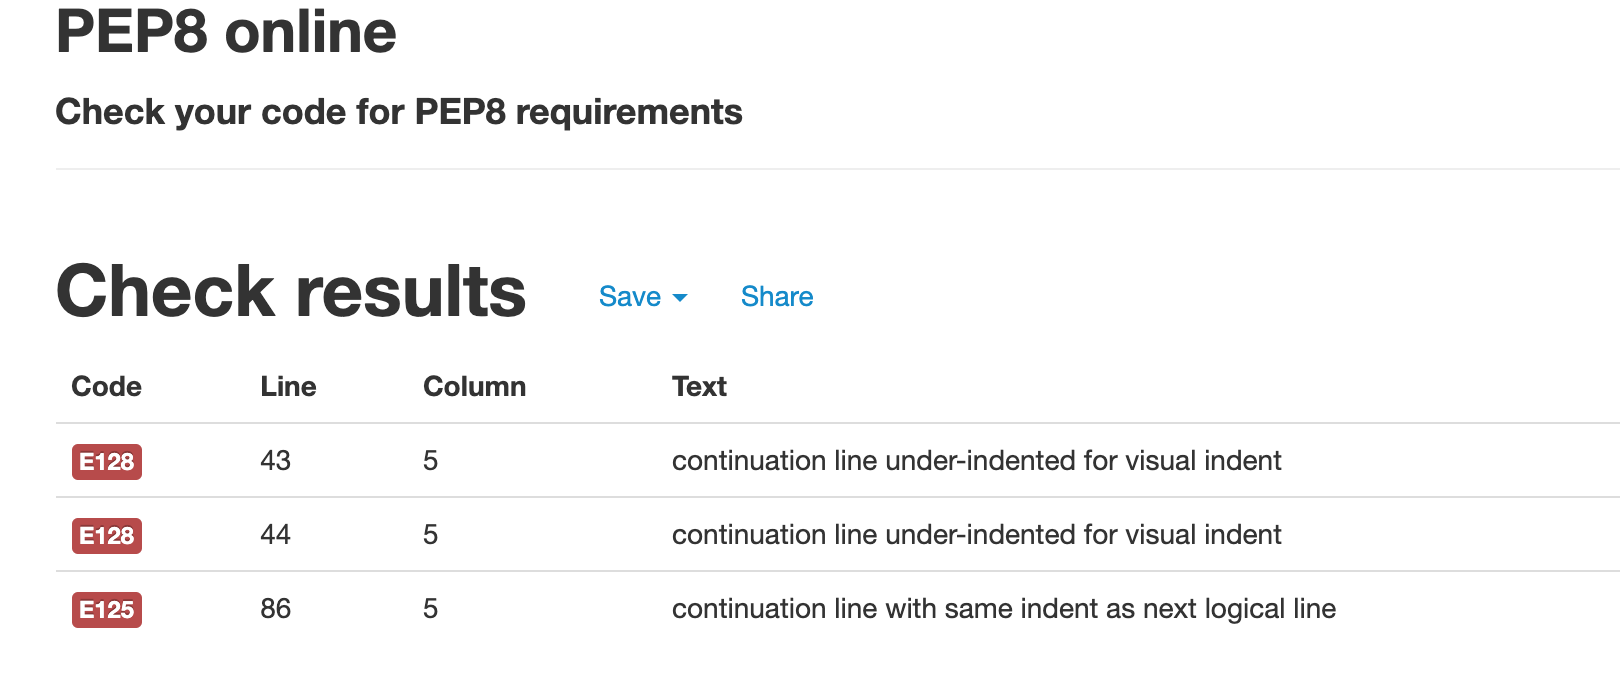 PEP8 online
Check your code for PEP8 requirements
Check results Save Share
Code Line Column Text
E128 43 5 continuation line under-indented for visual indent
E128 44 5 continuation line under-indented for visual indent
E125 86 5 continuation line with same indent as next logical line